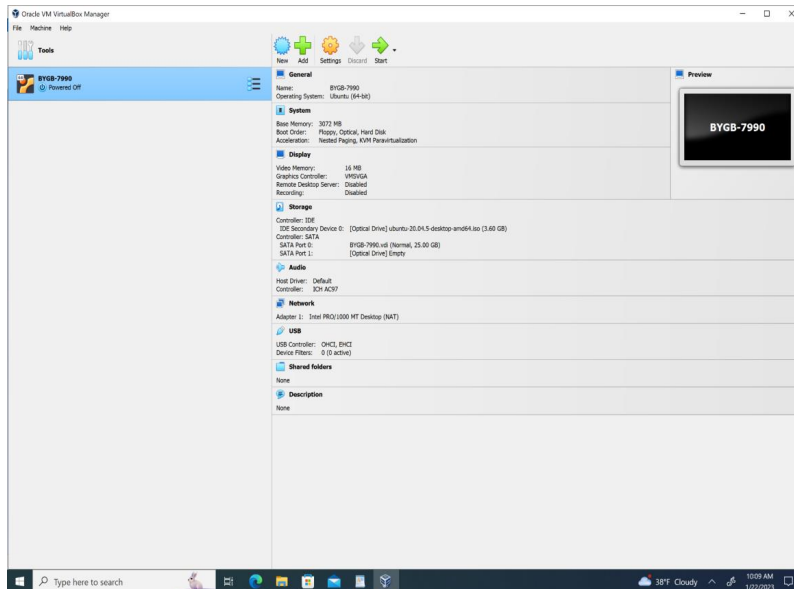 Oracle VM VirtualBox Manager
File Machine Help
Tools
New Add Settings Discard Start
BYGB-7990
Powered Off
General
Name: BYGB-7990
Operating System: Ubuntu (64-bit)
System
Base Memory: 3072 MB
Boot Order: Floppy, Optical, Hard Disk
Acceleration: Nested Paging, KVM Paravirtualization
Display
Video Memory: 16 MB
Graphics Controller: VMSVGA
Remote Desktop Server: Disabled
Recording: Disabled
Storage
Controller: IDE
IDE Secondary Device 0: [Optical Drive] ubuntu-20.04.5-desktop-amd64.iso (3.60 GB)
Controller: SATA
SATA Port 0: BYGB-7990.vdi (Normal, 25.00 GB)
SATA Port 1: [Optical Drive] Empty
Audio
Host Driver: Default
Controller: ICH AC97
Network
Adapter 1: Intel PRO/1000 MT Desktop (NAT)
USB
USB Controller: OHCI, EHCI
Device Filters: 0 (0 active)
Shared folders
None
Description
None
Preview
BYGB-7990
Type here to search
38°F Cloudy
10:09 AM
1/22/2023